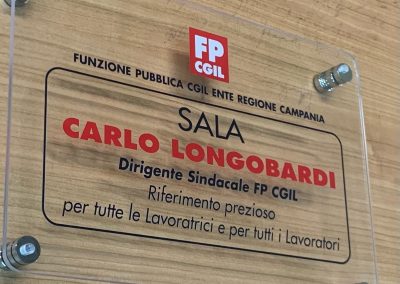 FP
CGIL
FUNZIONE PUBBLICA CGIL ENTE REGIONE CAMPANIA
SALA
CARLO LONGOBARDI
Dirigente Sindacale FP CGIL
Riferimento prezioso
per tutte le Lavoratrici e per tutti i Lavoratori